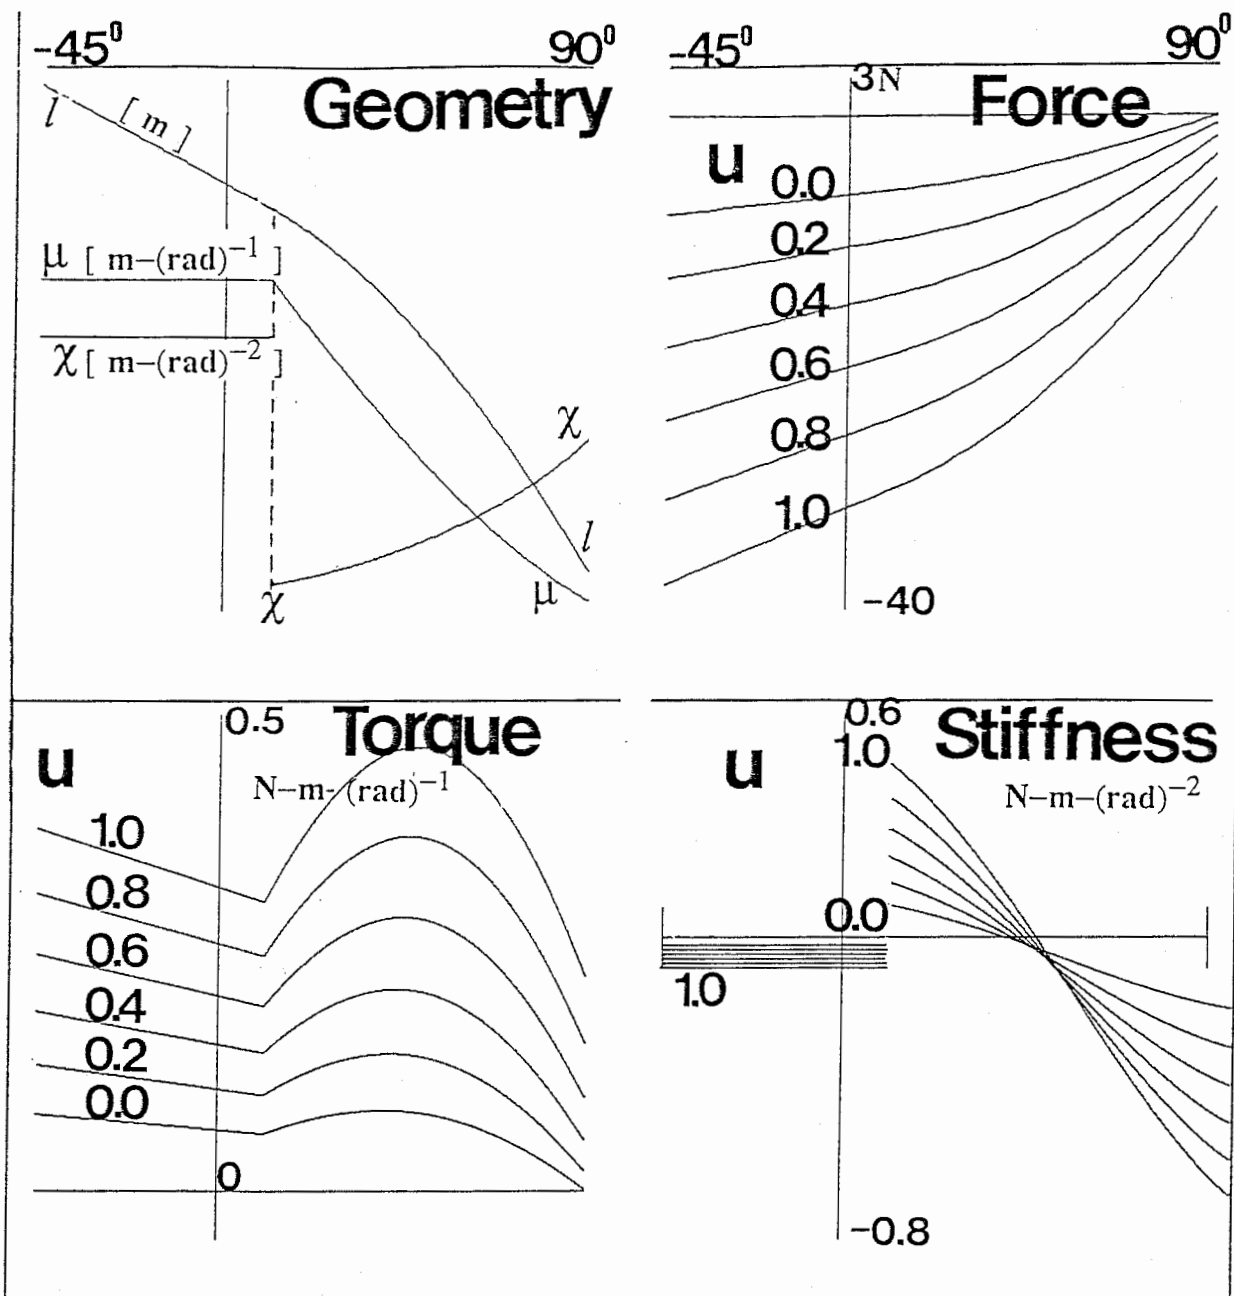 -45⁰ 90⁰
Geometry
l [ m ]
μ [ m–(rad)⁻¹ ]
χ [ m–(rad)⁻² ]
χ
l
μ
χ
-45⁰ 90⁰
3N
Force
u
0.0
0.2
0.4
0.6
0.8
1.0
-40
0.5
Torque
u
N–m-(rad)⁻¹
1.0
0.8
0.6
0.4
0.2
0.0
0
0.6
Stiffness
u
1.0
N–m–(rad)⁻²
0.0
1.0
-0.8